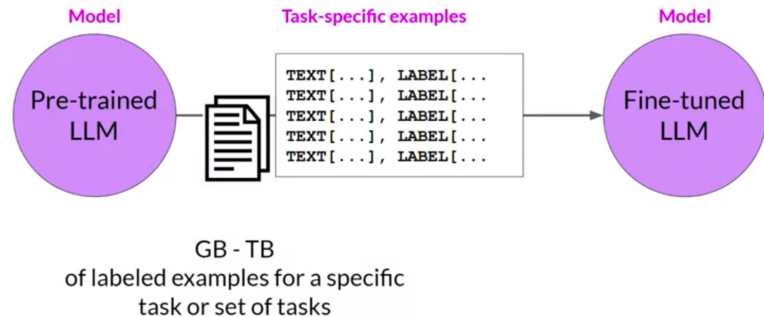 Model
Task-specific examples
Model
Pre-trained
LLM
TEXT[...], LABEL[...
TEXT[...], LABEL[...
TEXT[...], LABEL[...
TEXT[...], LABEL[...
TEXT[...], LABEL[...
Fine-tuned
LLM
GB - TB
of labeled examples for a specific
task or set of tasks